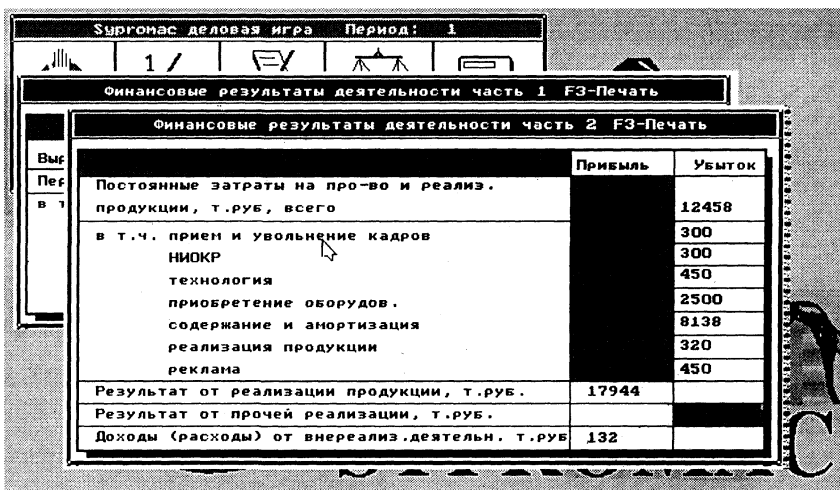 Sypromac деловая игра Период: 1
1
Финансовые результаты деятельности часть 1 F3-Печать
Финансовые результаты деятельности часть 2 F3-Печать
Прибыль Убыток
Постоянные затраты на про-во и реализ.
продукции, т.руб, всего 12458
в т.ч. прием и увольнение кадров 300
НИОКР 300
технология 450
приобретение оборудов. 2500
содержание и амортизация 8138
реализация продукции 320
реклама 450
Результат от реализации продукции, т.руб. 17944
Результат от прочей реализации, т.руб.
Доходы (расходы) от внереализ.деятельн. т.руб 132